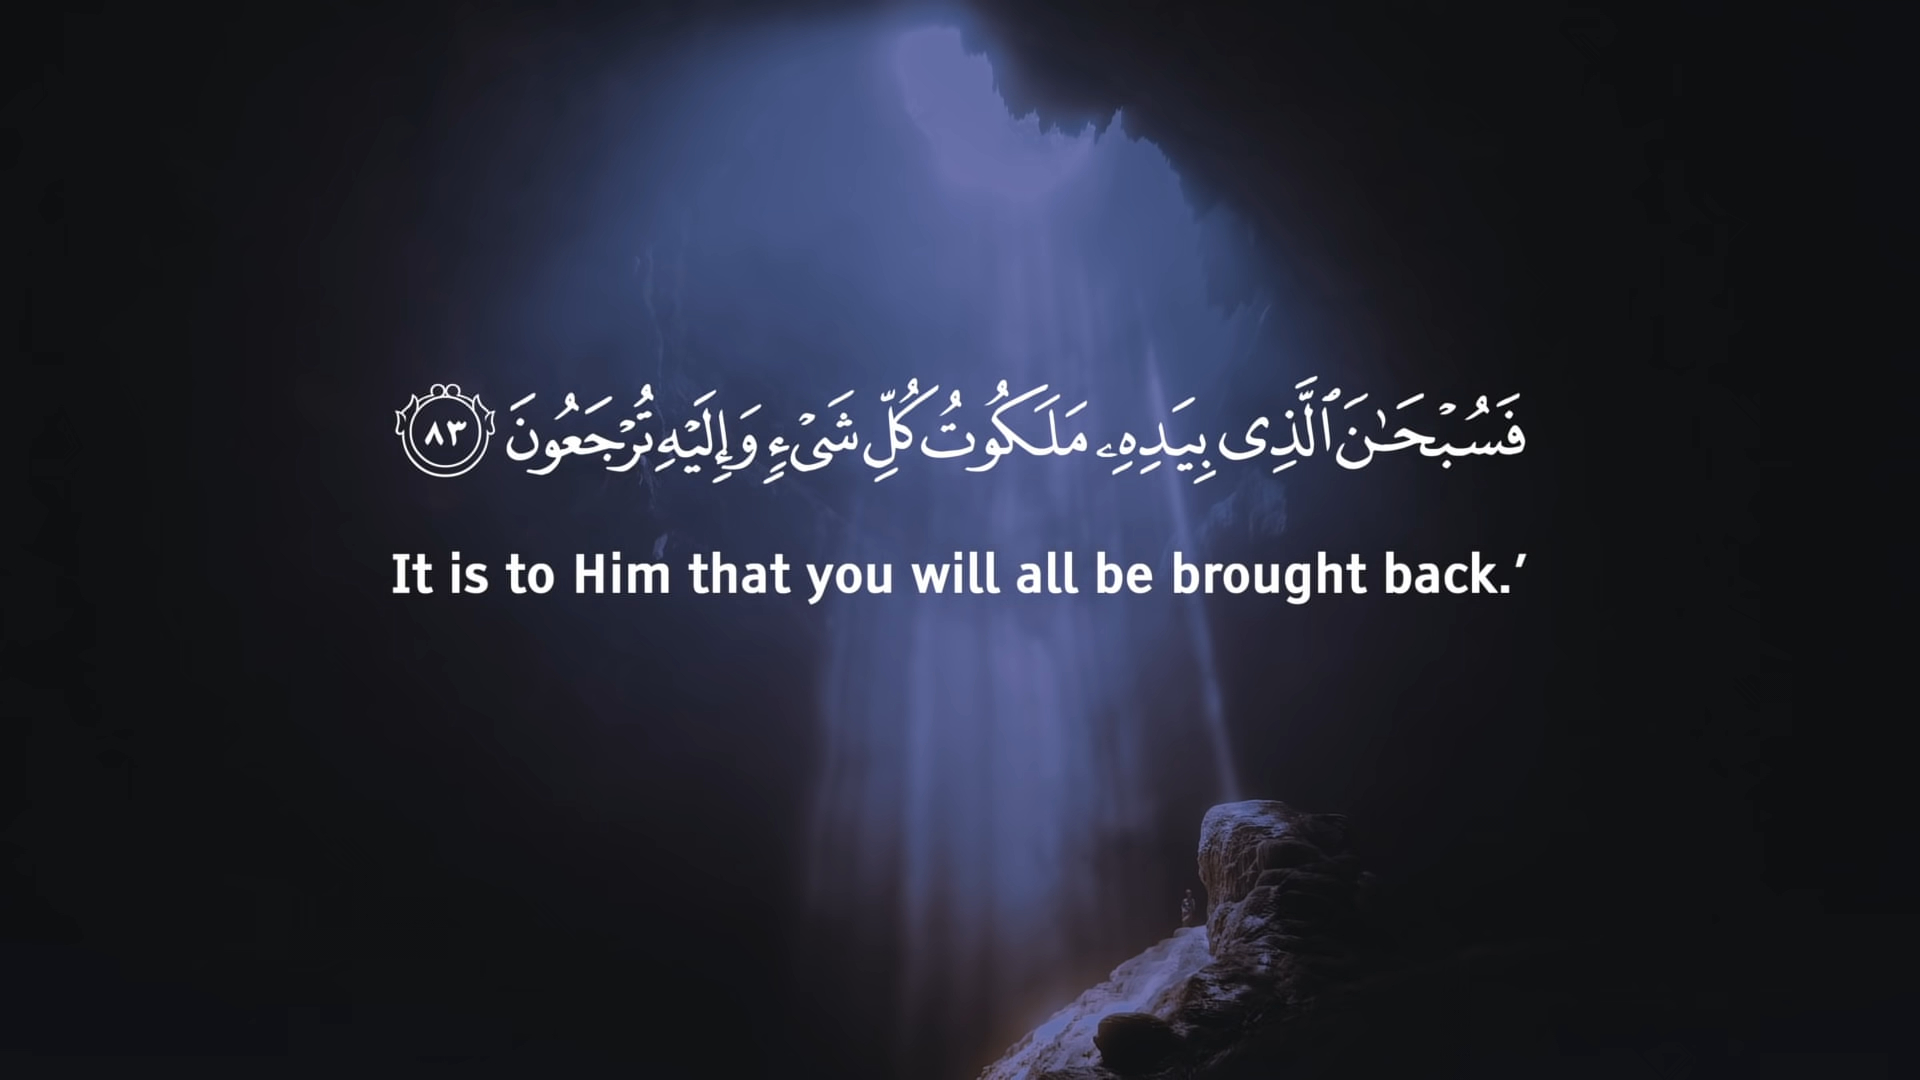 فَسُبْحَـٰنَ ٱلَّذِى بِيَدِهِۦ مَلَكُوتُ كُلِّ شَىْءٍ وَإِلَيْهِ تُرْجَعُونَ ٨٣
It is to Him that you will all be brought back.’